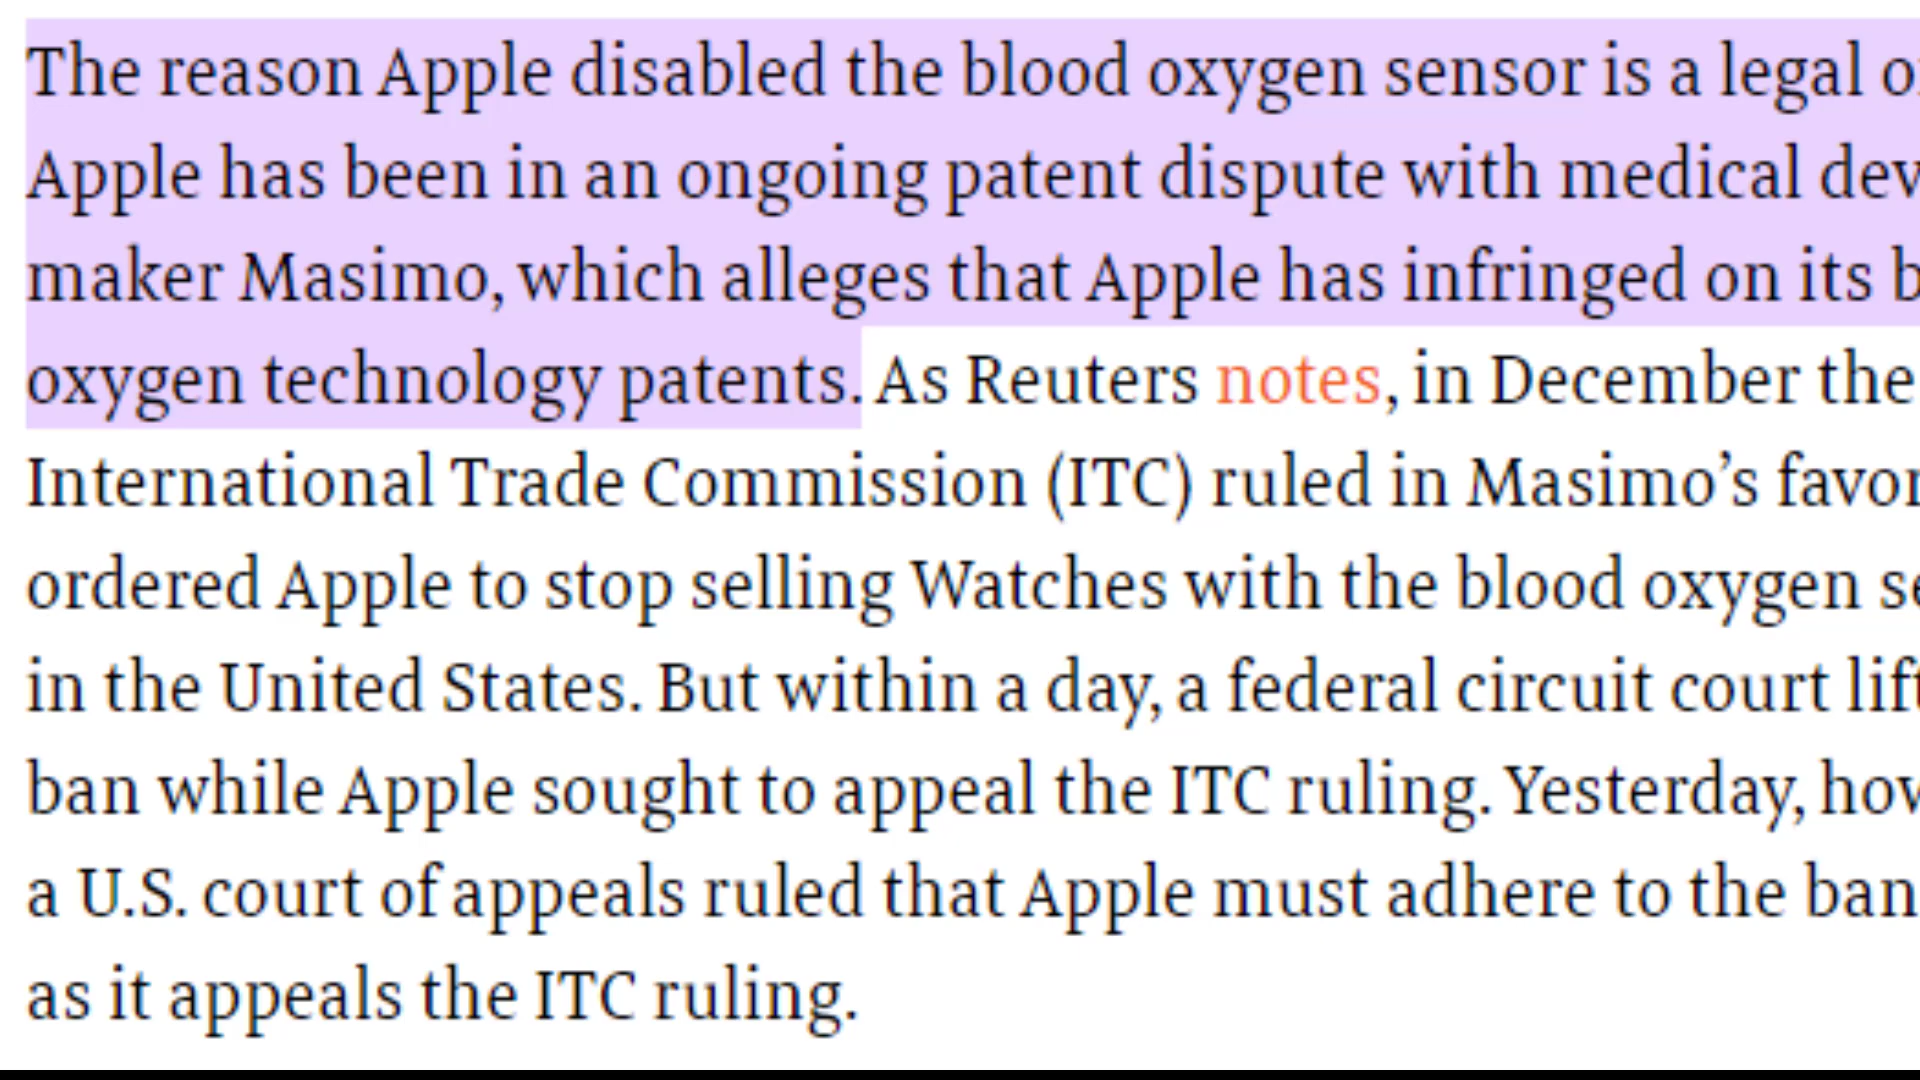 The reason Apple disabled the blood oxygen sensor is a legal
Apple has been in an ongoing patent dispute with medical
maker Masimo, which alleges that Apple has infringed on its
oxygen technology patents. As Reuters notes, in December the
International Trade Commission (ITC) ruled in Masimo’s favor
ordered Apple to stop selling Watches with the blood oxygen
in the United States. But within a day, a federal circuit court
ban while Apple sought to appeal the ITC ruling. Yesterday,
a U.S. court of appeals ruled that Apple must adhere to the ban
as it appeals the ITC ruling.